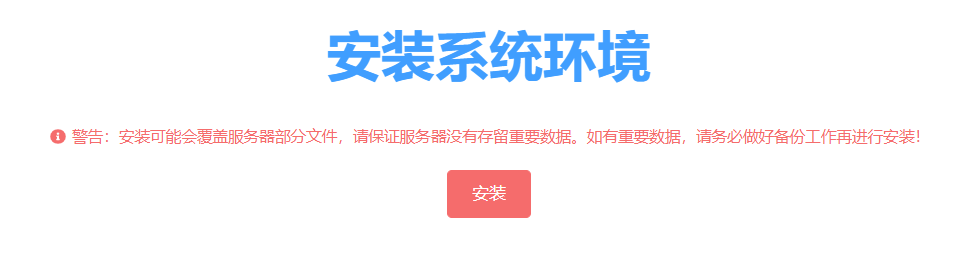 安装系统环境
警告：安装可能会覆盖服务器部分文件，请保证服务器没有存留重要数据。如有重要数据，请务必做好备份工作再进行安装！
安装